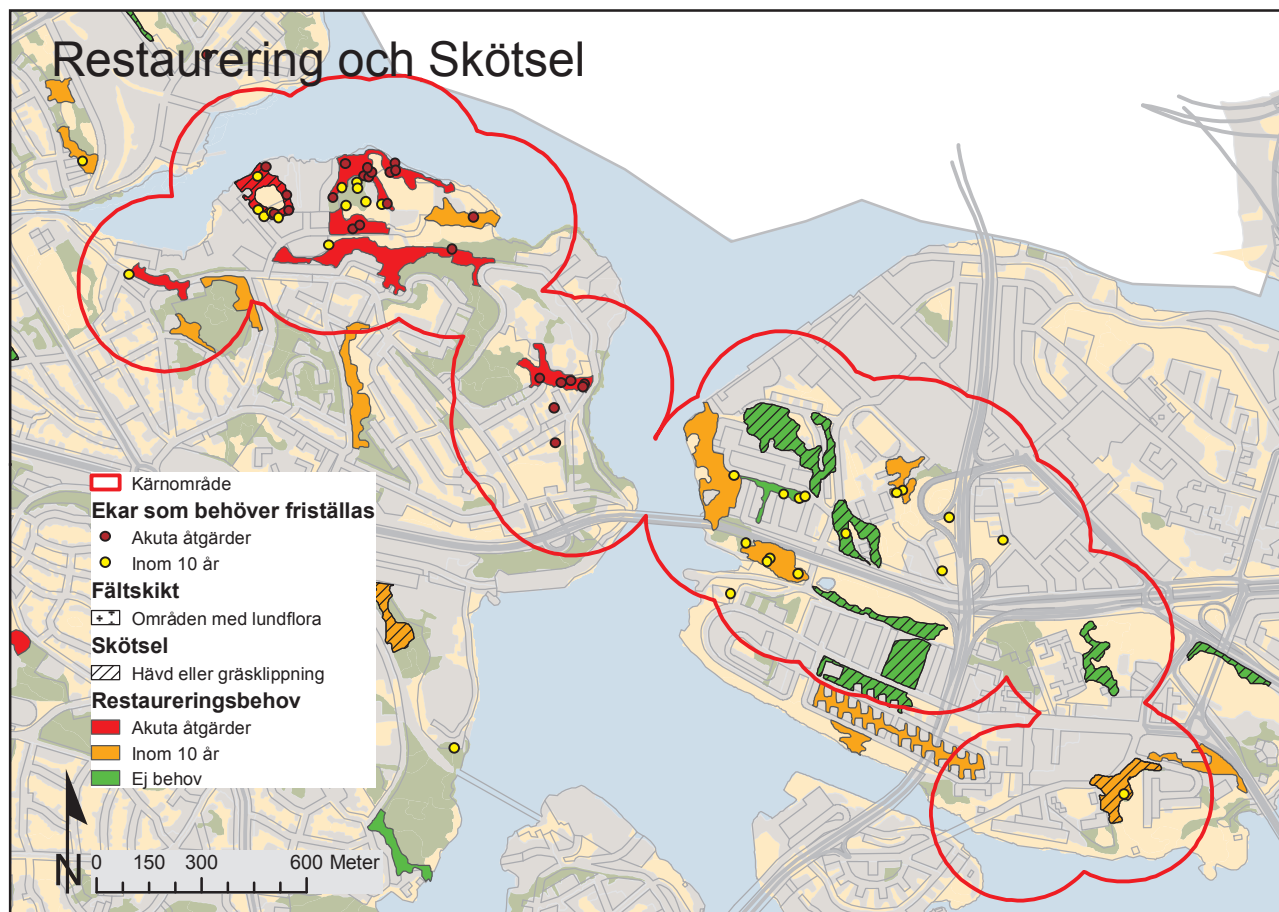 Restaurering och Skötsel
Kärnområde
Ekar som behöver friställas
Akuta åtgärder
Inom 10 år
Fältskikt
Områden med lundflora
Skötsel
Hävd eller gräsklippning
Restaureringsbehov
Akuta åtgärder
Inom 10 år
Ej behov
N
0 150 300 600 Meter